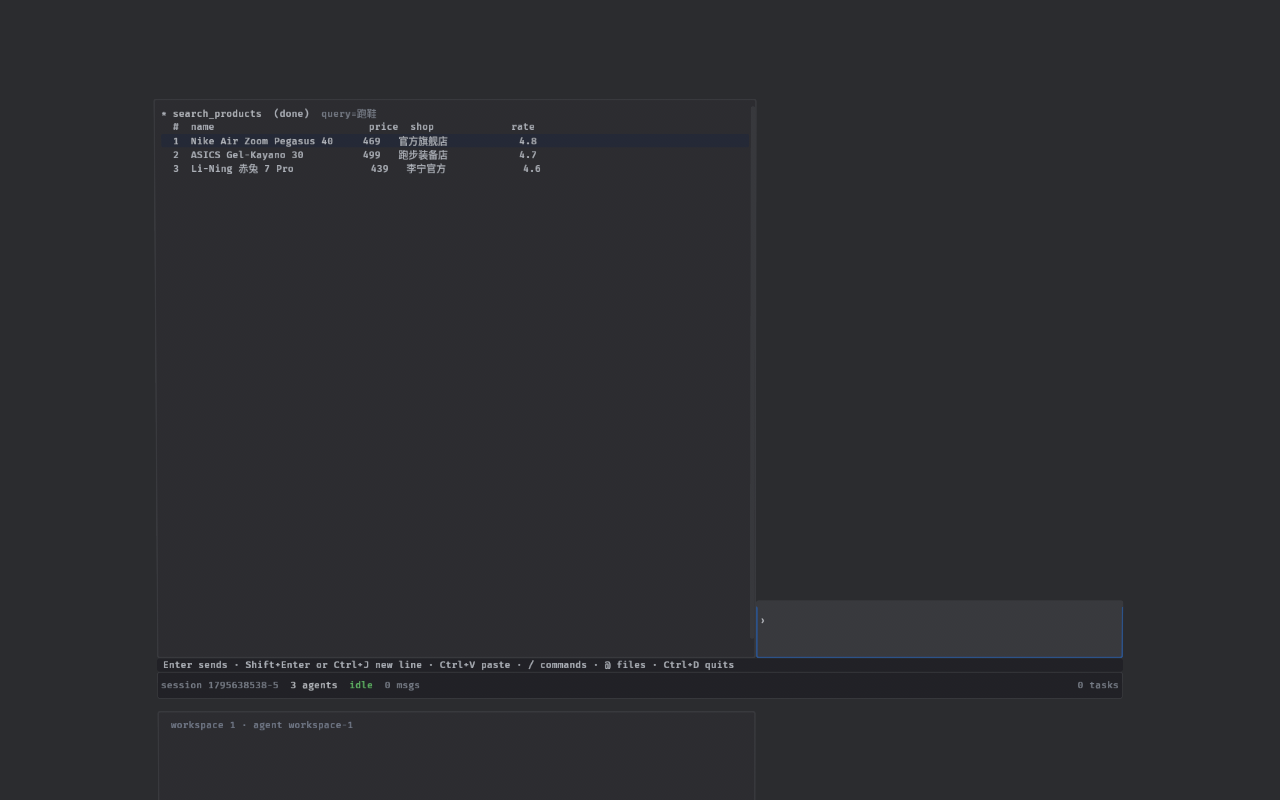 * search_products (done) query=跑鞋
# name price shop rate
1 Nike Air Zoom Pegasus 40 469 官方旗舰店 4.8
2 ASICS Gel-Kayano 30 499 跑步装备店 4.7
3 Li-Ning 赤兔 7 Pro 439 李宁官方 4.6
›
Enter sends · Shift+Enter or Ctrl+J new line · Ctrl+V paste · / commands · @ files · Ctrl+D quits
session 1795638538-5 3 agents idle 0 msgs 0 tasks
workspace 1 · agent workspace-1